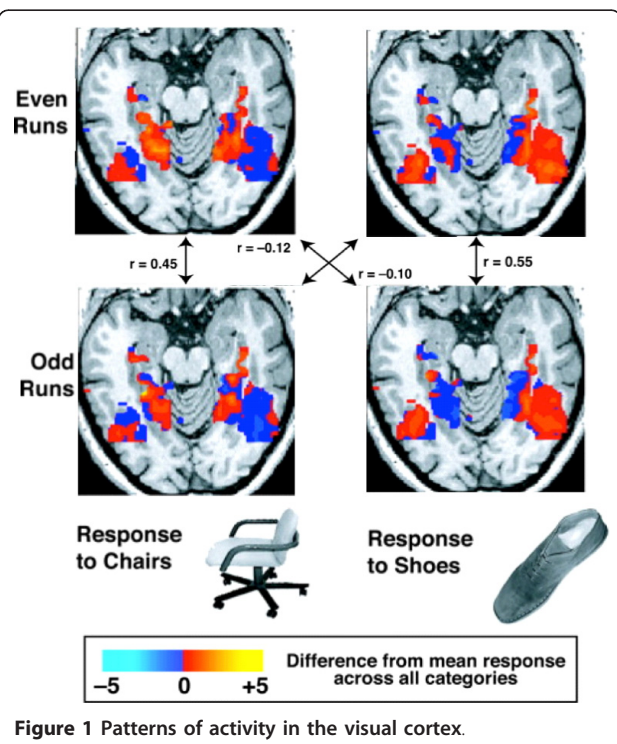 Even
Runs
r = 0.45
r = –0.12
r = –0.10
r = 0.55
Odd
Runs
Response
to Chairs
Response
to Shoes
–5
0
+5
Difference from mean response
across all categories
Figure 1 Patterns of activity in the visual cortex.